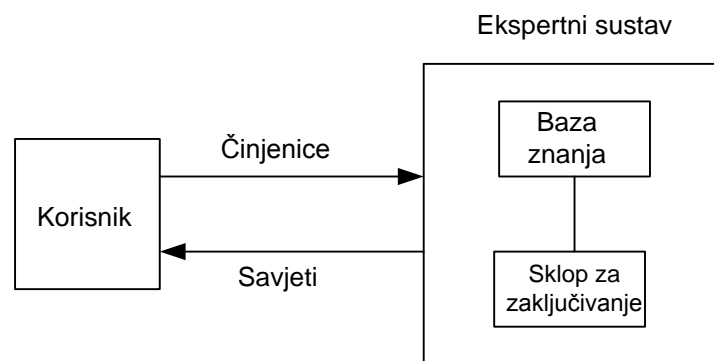 Ekspertni sustav
Baza
znanja
Činjenice
Korisnik
Savjeti
Sklop za
zaključivanje